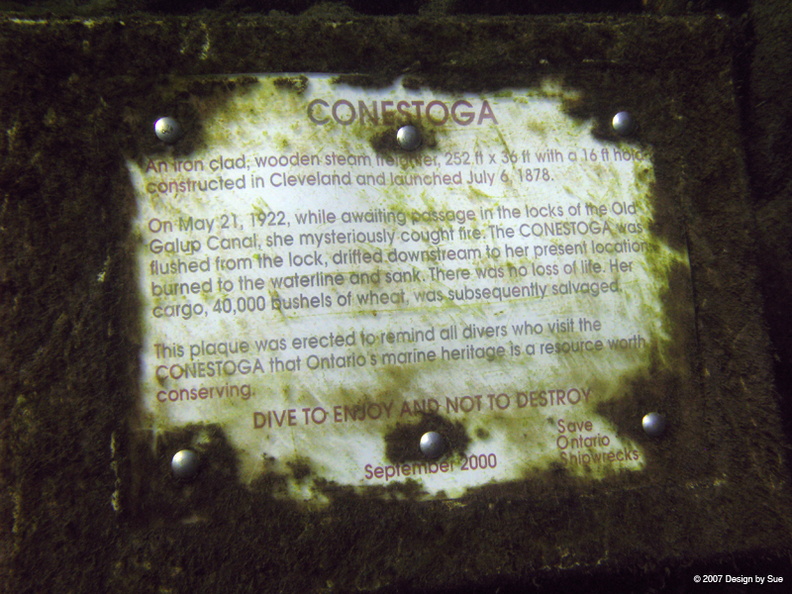 CONESTOGA
An iron clad, wooden steam freighter, 252 ft x 36 ft with a 16 ft hold
constructed in Cleveland and launched July 6, 1878.
On May 21, 1922, while awaiting passage in the locks of the Old
Galup Canal, she mysteriously cought fire. The CONESTOGA was
flushed from the lock, drifted downstream to her present location
burned to the waterline and sank. There was no loss of life. Her
cargo, 40,000 bushels of wheat, was subsequently salvaged.
This plaque was erected to remind all divers who visit the
CONESTOGA that Ontario's marine heritage is a resource worth
conserving.
DIVE TO ENJOY AND NOT TO DESTROY
September 2000
Save
Ontario
Shipwrecks
© 2007 Design by Sue